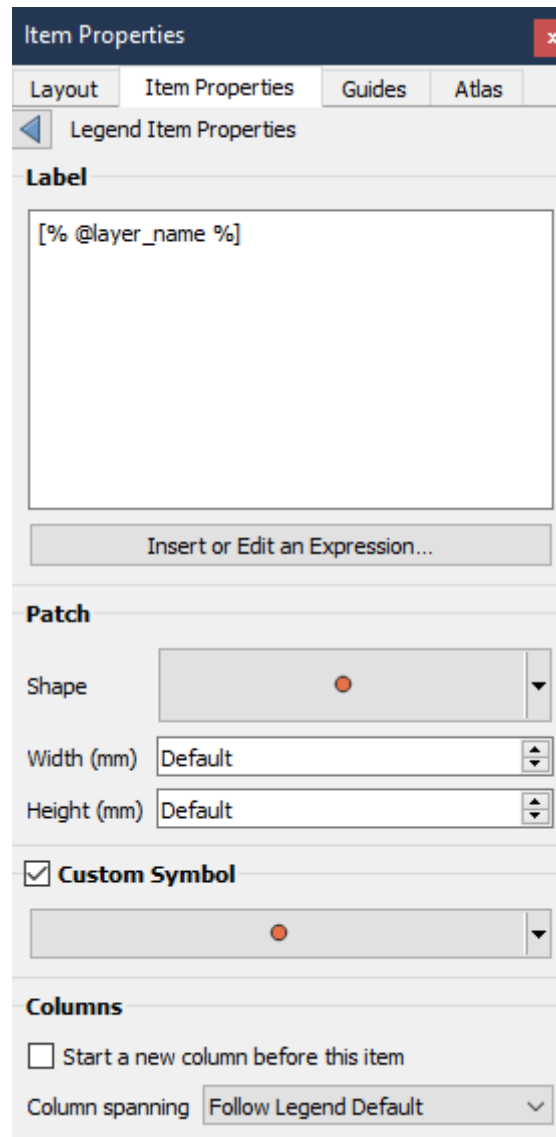 Item Properties
Layout Item Properties Guides Atlas
Legend Item Properties
Label
[% @layer_name %]
Insert or Edit an Expression...
Patch
Shape
Width (mm) Default
Height (mm) Default
Custom Symbol
Columns
Start a new column before this item
Column spanning Follow Legend Default